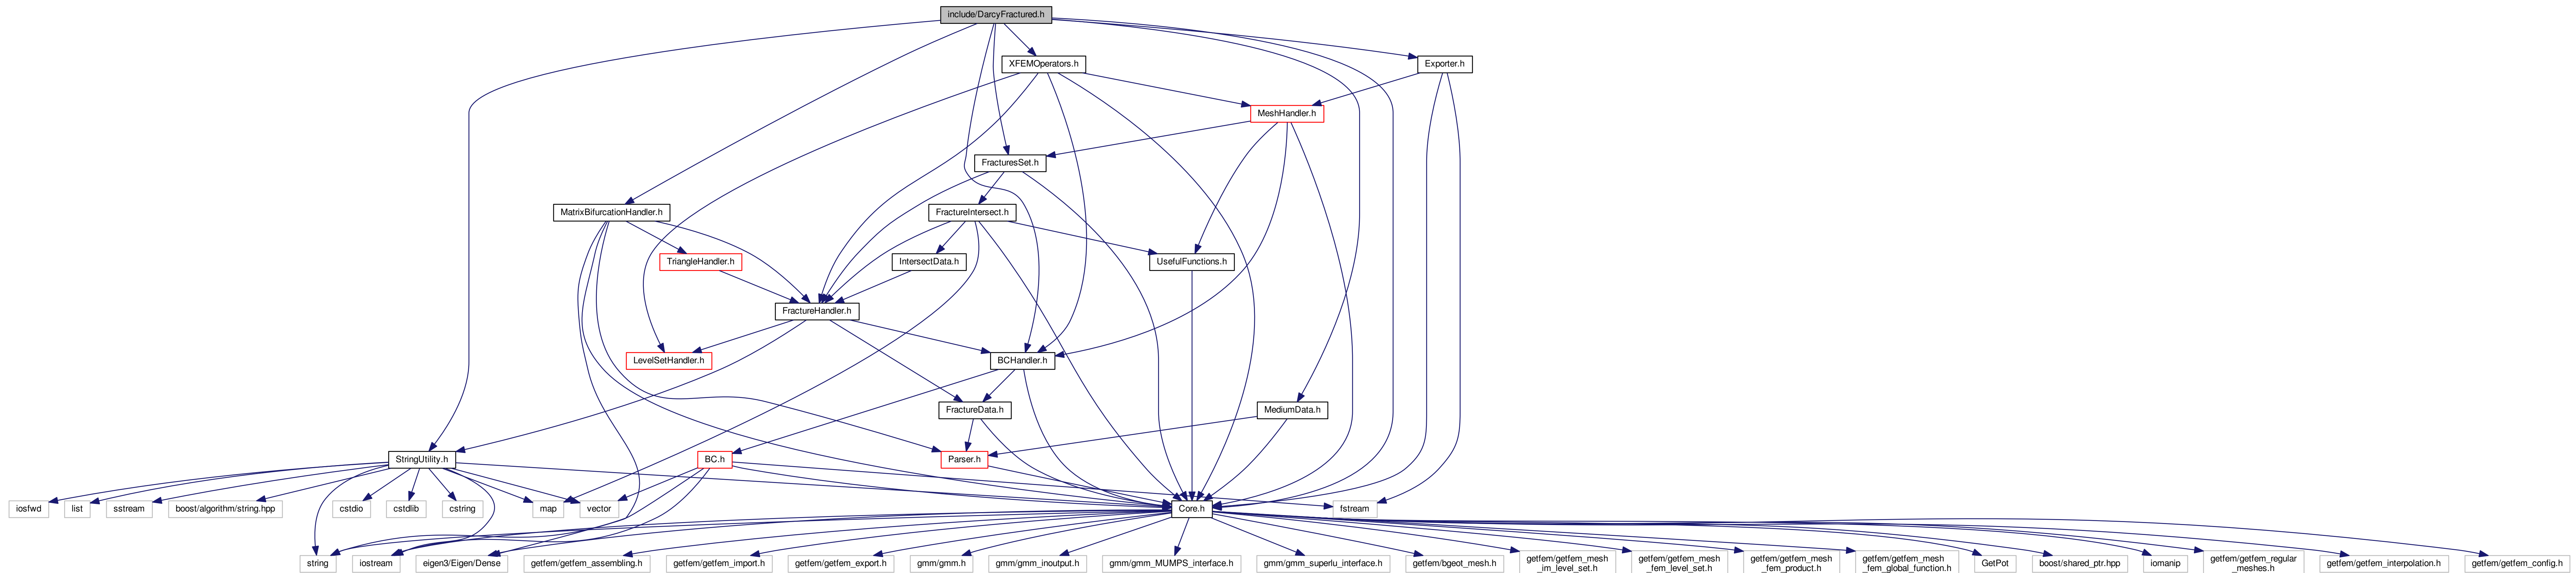 include/DarcyFractured.h
XFEMOperators.h
Exporter.h
MeshHandler.h
FracturesSet.h
MatrixBifurcationHandler.h
FractureIntersect.h
TriangleHandler.h
IntersectData.h
UsefulFunctions.h
FractureHandler.h
LevelSetHandler.h
BCHandler.h
FractureData.h
MediumData.h
StringUtility.h
BC.h
Parser.h
iosfwd
list
sstream
boost/algorithm/string.hpp
cstdio
cstdlib
cstring
map
vector
Core.h
fstream
string
iostream
eigen3/Eigen/Dense
getfem/getfem_assembling.h
getfem/getfem_import.h
getfem/getfem_export.h
gmm/gmm.h
gmm/gmm_inoutput.h
gmm/gmm_MUMPS_interface.h
gmm/gmm_superlu_interface.h
getfem/bgeot_mesh.h
getfem/getfem_mesh
_im_level_set.h
getfem/getfem_mesh
_fem_level_set.h
getfem/getfem_mesh
_fem_product.h
getfem/getfem_mesh
_fem_global_function.h
GetPot
boost/shared_ptr.hpp
iomanip
getfem/getfem_regular
_meshes.h
getfem/getfem_interpolation.h
getfem/getfem_config.h